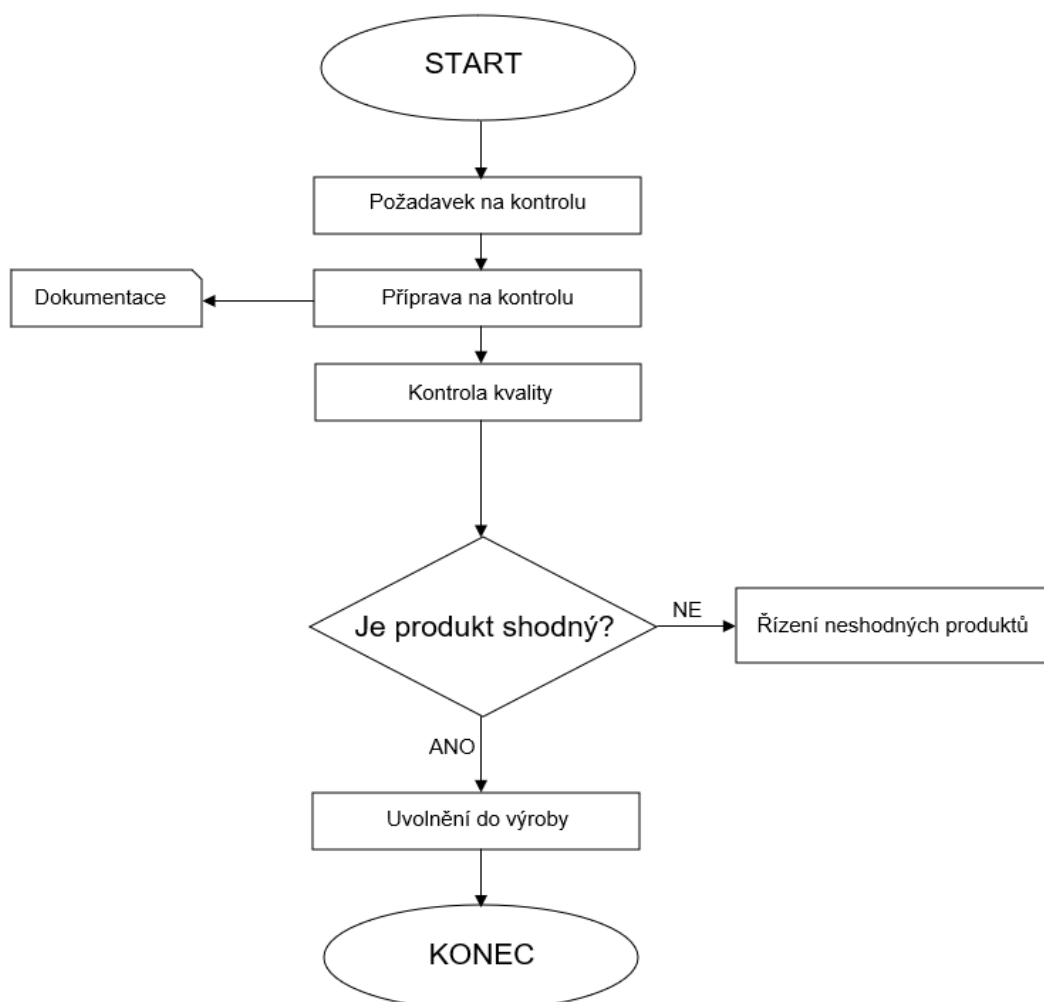 START
Požadavek na kontrolu
Dokumentace
Příprava na kontrolu
Kontrola kvality
Je produkt shodný?
NE
Řízení neshodných produktů
ANO
Uvolnění do výroby
KONEC